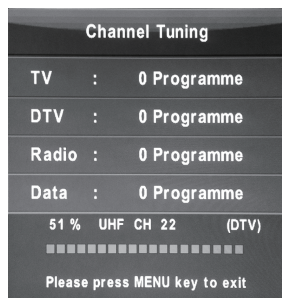 Channel Tuning
TV : 0 Programme
DTV : 0 Programme
Radio : 0 Programme
Data : 0 Programme
51 % UHF CH 22 (DTV)
Please press MENU key to exit